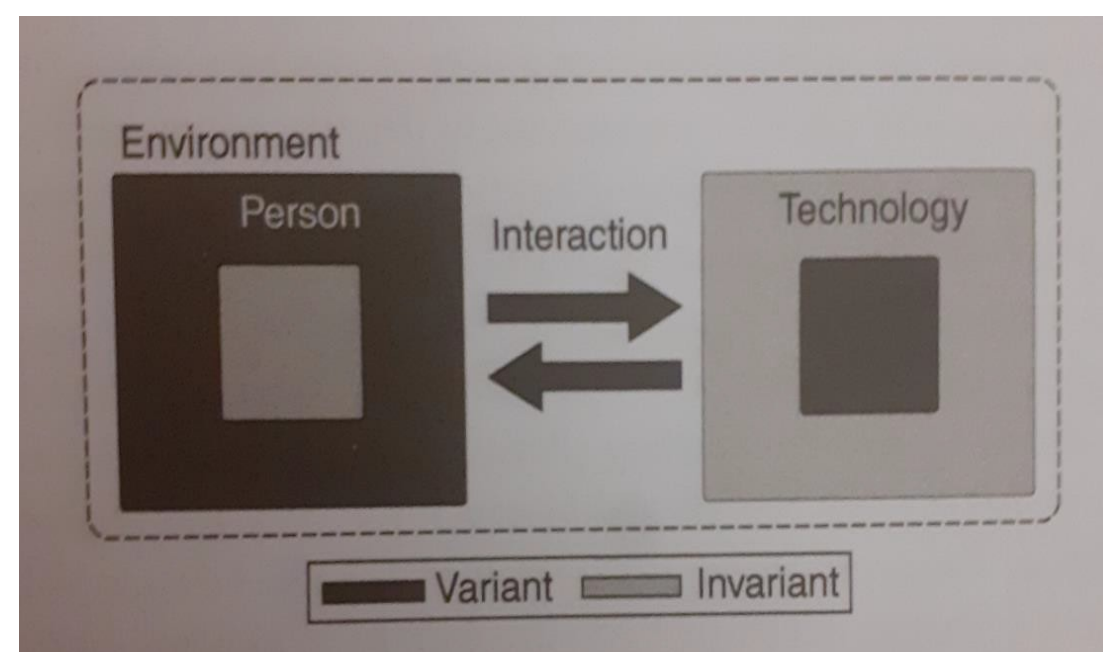 Environment
Person
Interaction
Technology
Variant
Invariant